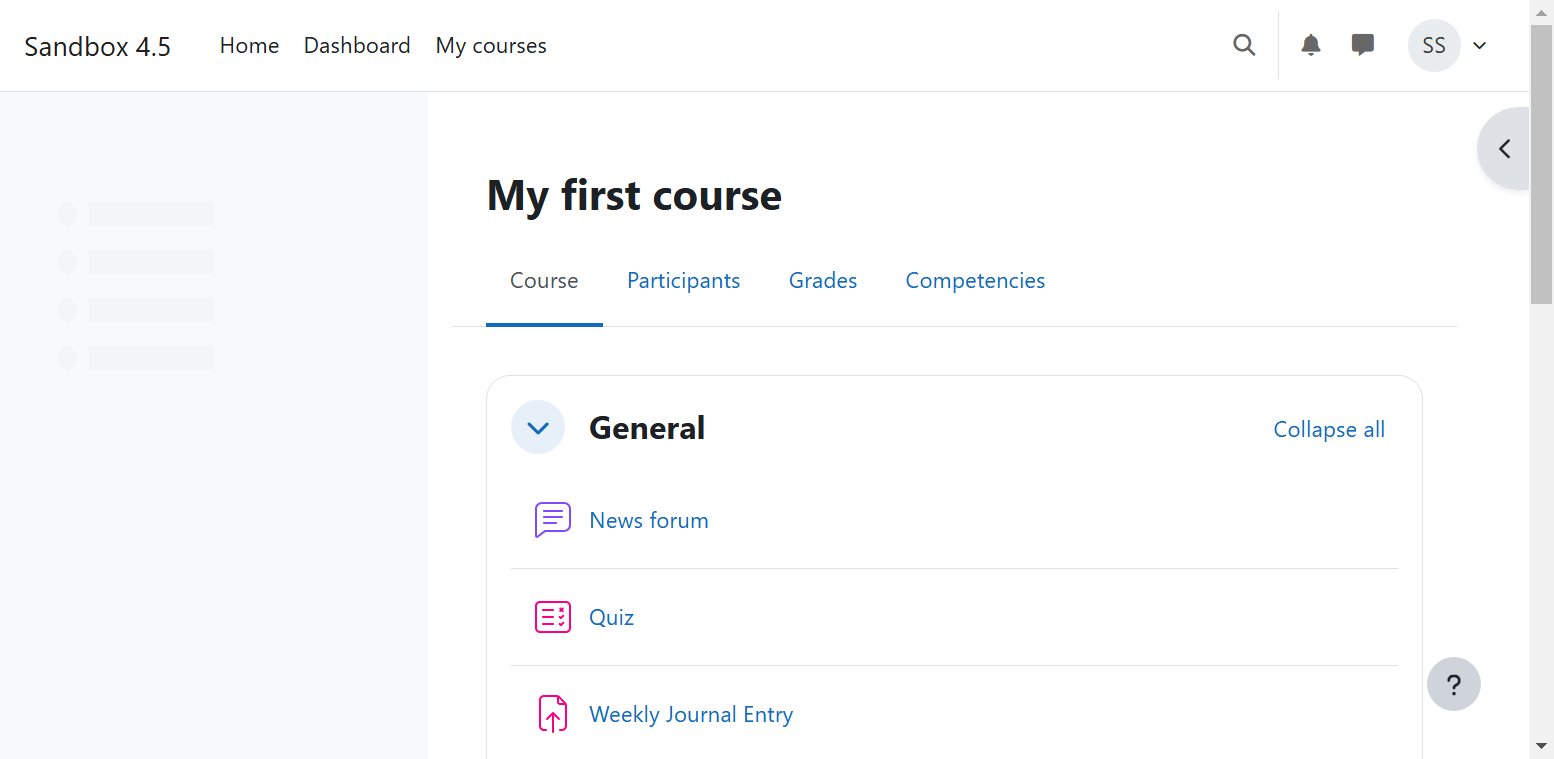 Sandbox 4.5 Home Dashboard My courses SS
My first course
Course Participants Grades Competencies
General Collapse all
News forum
Quiz
Weekly Journal Entry
?